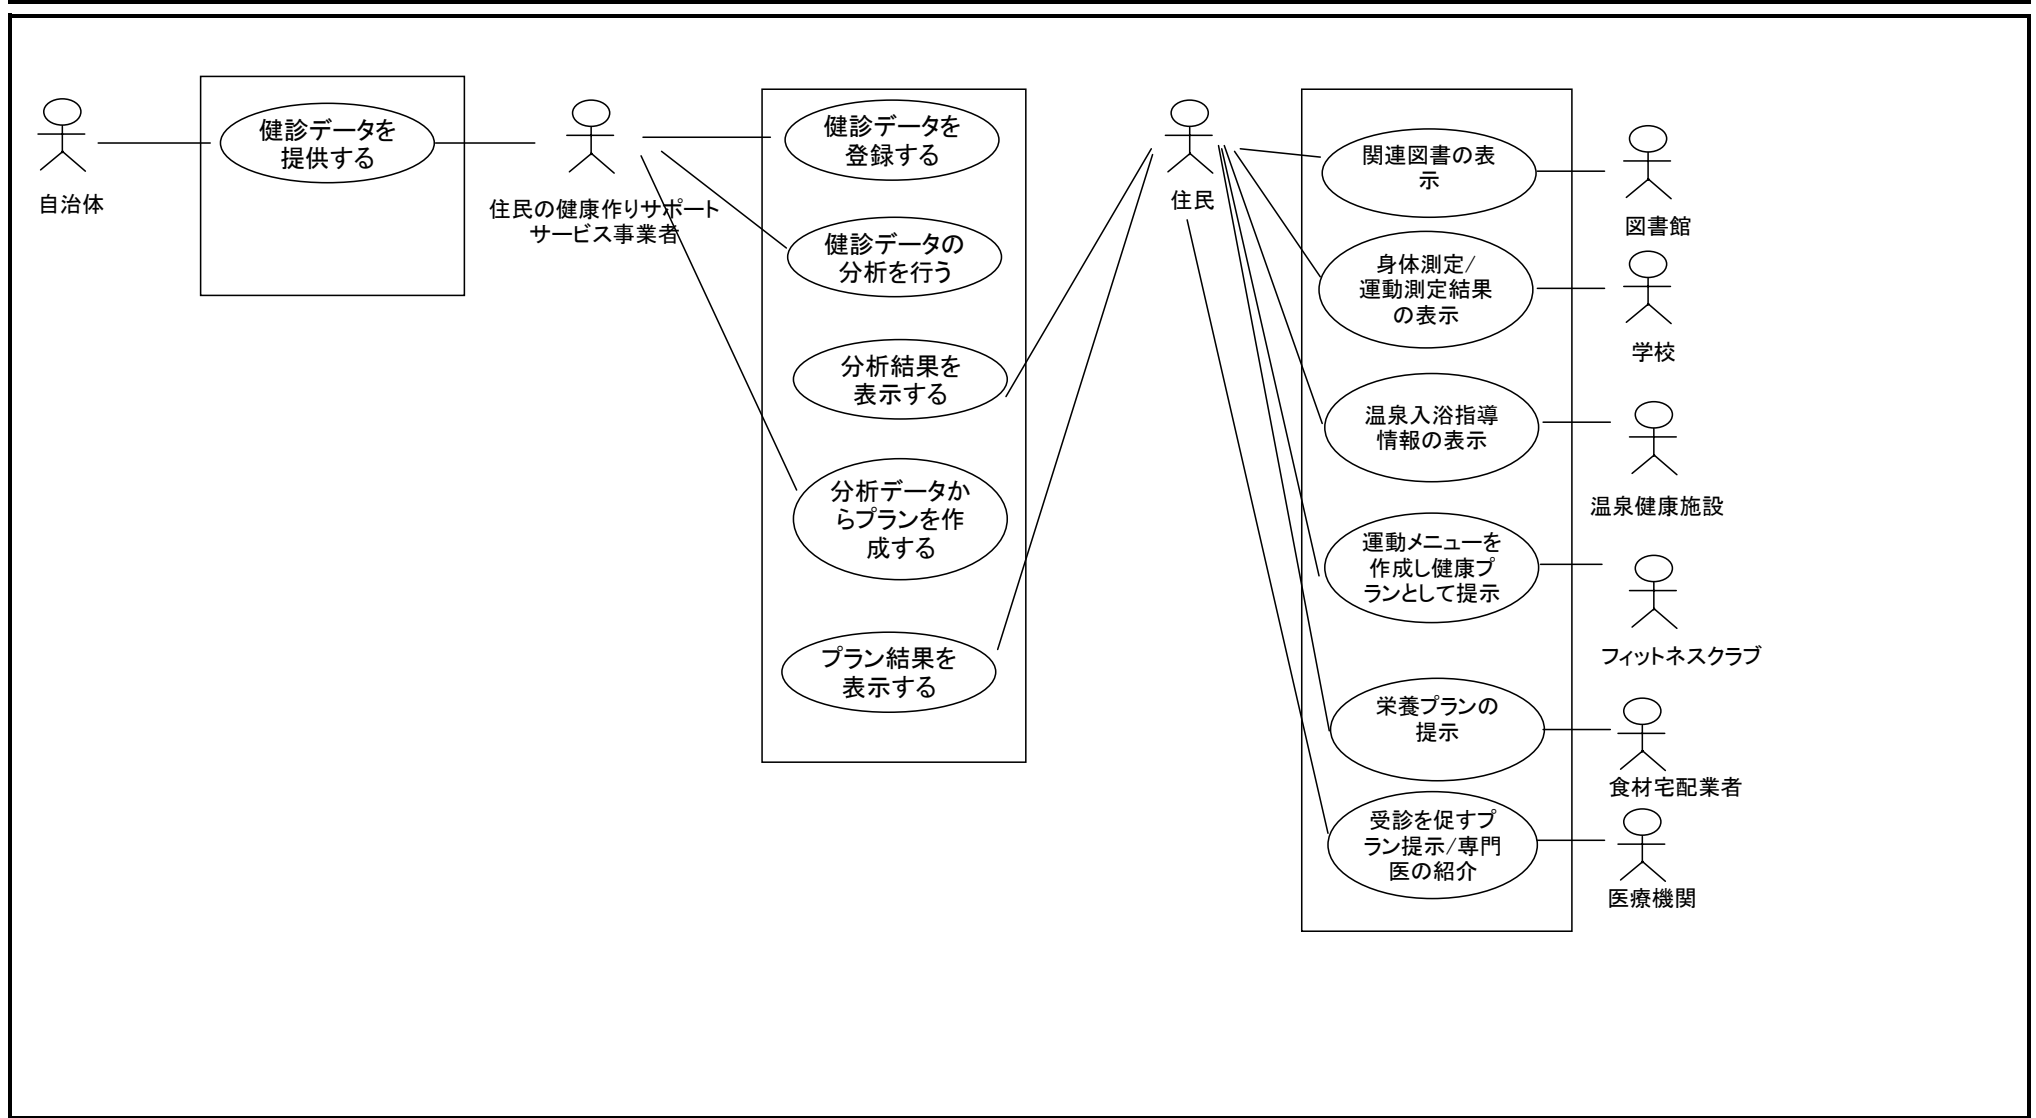 健診データを
提供する
自治体
住民の健康作りサポート
サービス事業者
健診データを
登録する
健診データの
分析を行う
分析結果を
表示する
分析データか
らプランを作
成する
プラン結果を
表示する
住民
関連図書の表
示
身体測定/
運動測定結果
の表示
温泉入浴指導
情報の表示
運動メニューを
作成し健康プ
ランとして提示
栄養プランの
提示
受診を促すプ
ラン提示/専門
医の紹介
図書館
学校
温泉健康施設
フィットネスクラブ
食材宅配業者
医療機関